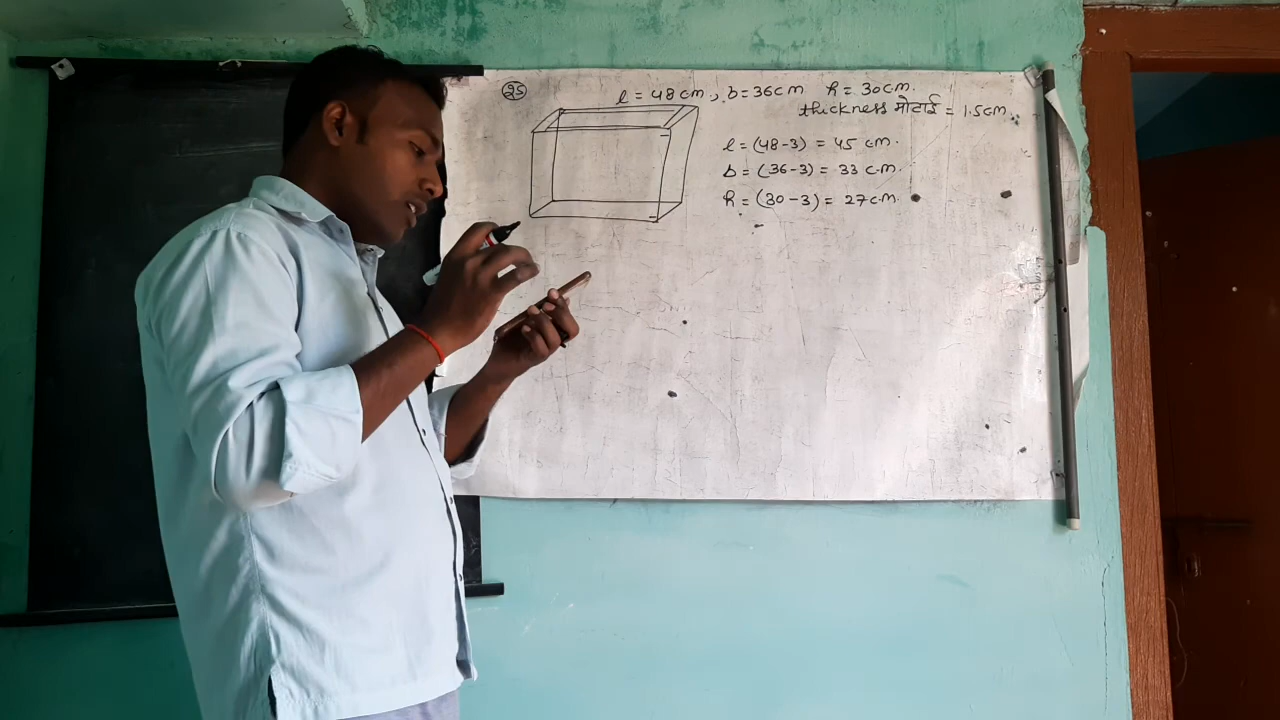 25
l = 48 cm, b = 36 cm h = 30 cm.
thickness मोटाई = 1.5 cm.
l = (48-3) = 45 cm.
b = (36-3) = 33 cm.
h = (30-3) = 27 cm.